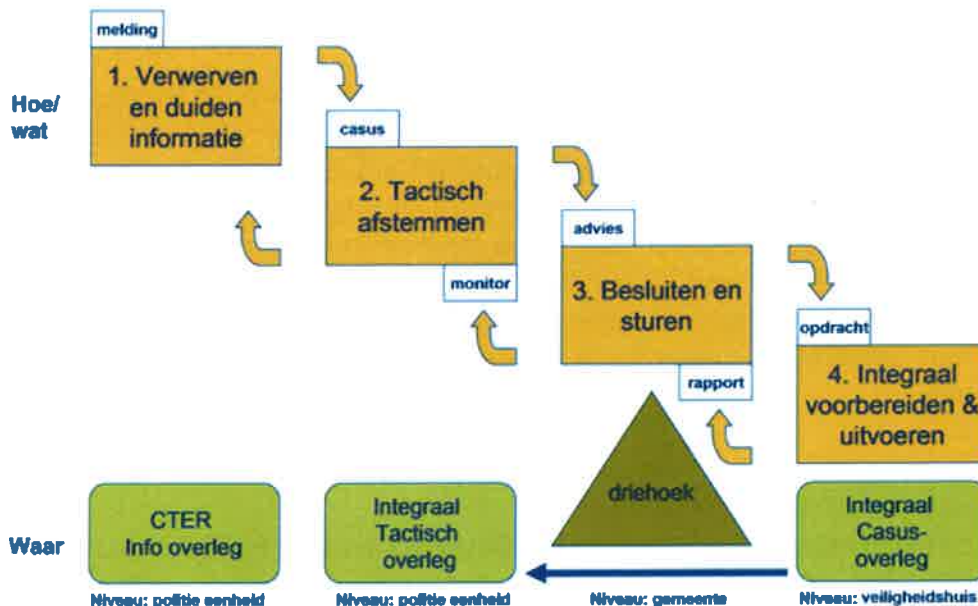 melding
1. Verwerven
en duiden
informatie
Hoe/
wat
casus
2. Tactisch
afstemmen
monitor
advies
3. Besluiten en
sturen
rapport
opdracht
4. Integraal
voorbereiden &
uitvoeren
driehoek
Waar
CTER
Info overleg
Integraal
Tactisch
overleg
Integraal
Casus-
overleg
Niveau: politie eenheid
Niveau: politie eenheid
Niveau: gemeente
Niveau: veiligheidshuis